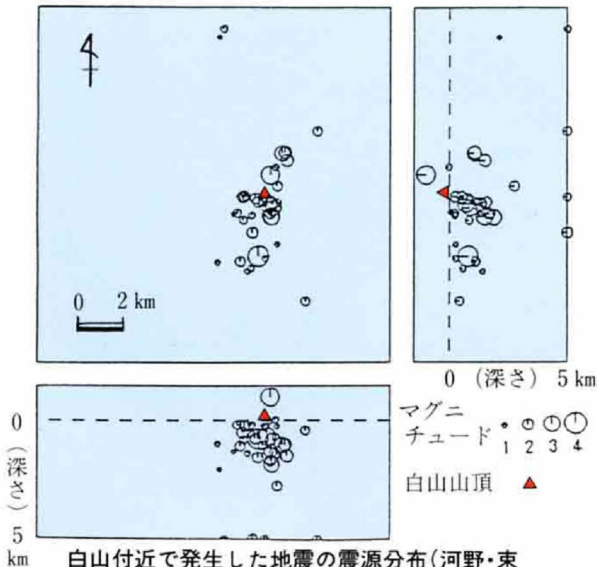 0 2 km
0 (深さ) 5 km
マグニチュード 1 2 3 4
白山山頂
0
(深さ)
5
km
白山付近で発生した地震の震源分布(河野・束